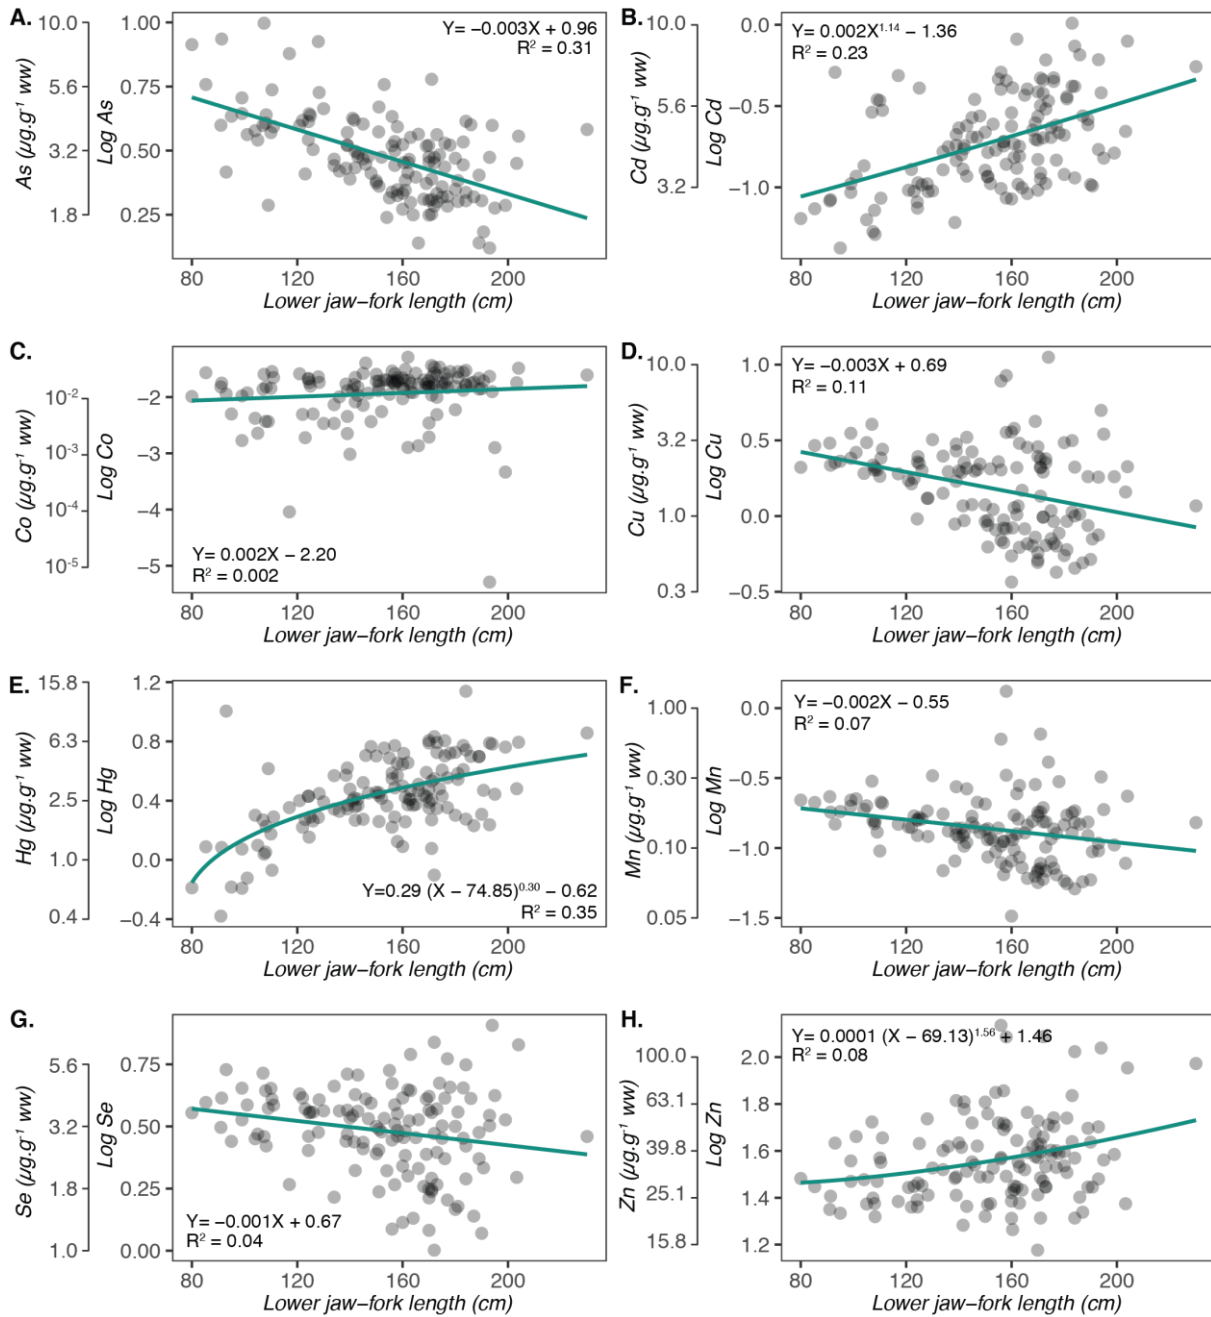 A.
10.0
5.6
3.2
1.8
As (µg.g⁻¹ ww)
Log As
1.00
0.75
0.50
0.25
Y= −0.003X + 0.96
R² = 0.31
80 120 160 200
Lower jaw−fork length (cm)
B.
10.0
5.6
3.2
Cd (µg.g⁻¹ ww)
Log Cd
0.0
−0.5
−1.0
Y= 0.002X¹·¹⁴ − 1.36
R² = 0.23
80 120 160 200
Lower jaw−fork length (cm)
C.
10⁻²
10⁻³
10⁻⁴
10⁻⁵
Co (µg.g⁻¹ ww)
Log Co
−2
−3
−4
−5
Y= 0.002X − 2.20
R² = 0.002
80 120 160 200
Lower jaw−fork length (cm)
D.
10.0
3.2
1.0
0.3
Cu (µg.g⁻¹ ww)
Log Cu
1.0
0.5
0.0
−0.5
Y= −0.003X + 0.69
R² = 0.11
80 120 160 200
Lower jaw−fork length (cm)
E.
15.8
6.3
2.5
1.0
0.4
Hg (µg.g⁻¹ ww)
Log Hg
1.2
0.8
0.4
0.0
−0.4
Y=0.29 (X − 74.85)⁰·³⁰ − 0.62
R² = 0.35
80 120 160 200
Lower jaw−fork length (cm)
F.
1.00
0.30
0.10
0.05
Mn (µg.g⁻¹ ww)
Log Mn
0.0
−0.5
−1.0
−1.5
Y= −0.002X − 0.55
R² = 0.07
80 120 160 200
Lower jaw−fork length (cm)
G.
5.6
3.2
1.8
1.0
Se (µg.g⁻¹ ww)
Log Se
0.75
0.50
0.25
0.00
Y= −0.001X + 0.67
R² = 0.04
80 120 160 200
Lower jaw−fork length (cm)
H.
100.0
63.1
39.8
25.1
15.8
Zn (µg.g⁻¹ ww)
Log Zn
2.0
1.8
1.6
1.4
1.2
Y= 0.0001 (X − 69.13)¹·⁵⁶ + 1.46
R² = 0.08
80 120 160 200
Lower jaw−fork length (cm)